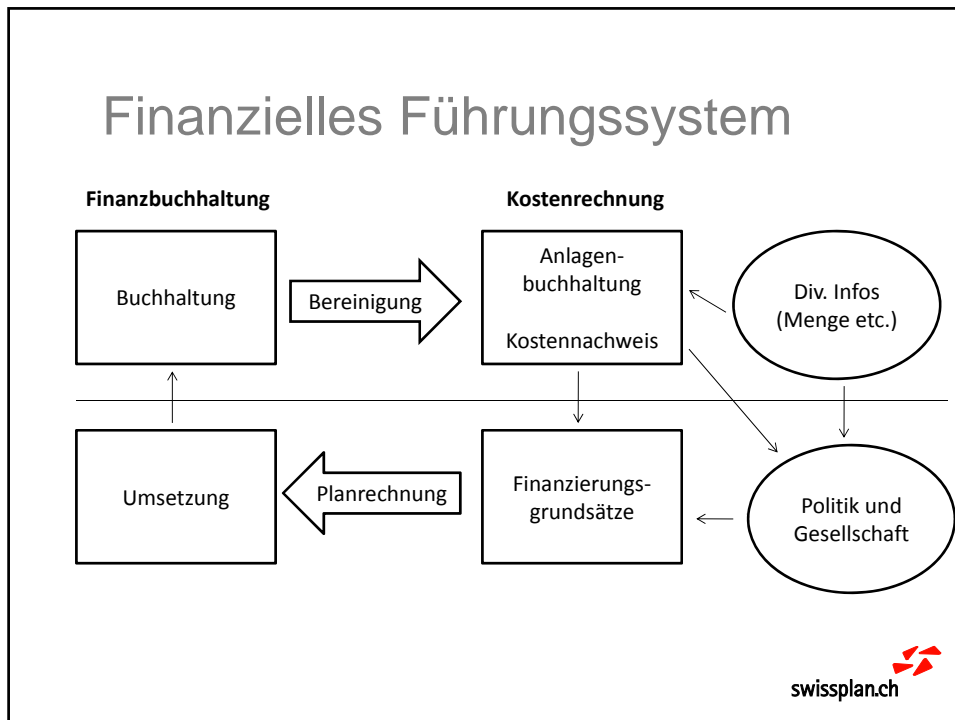 Finanzielles Führungssystem
Finanzbuchhaltung
Kostenrechnung
Buchhaltung
Bereinigung
Anlagen-
buchhaltung
Kostennachweis
Div. Infos
(Menge etc.)
Umsetzung
Planrechnung
Finanzierungs-
grundsätze
Politik und
Gesellschaft
swissplan.ch